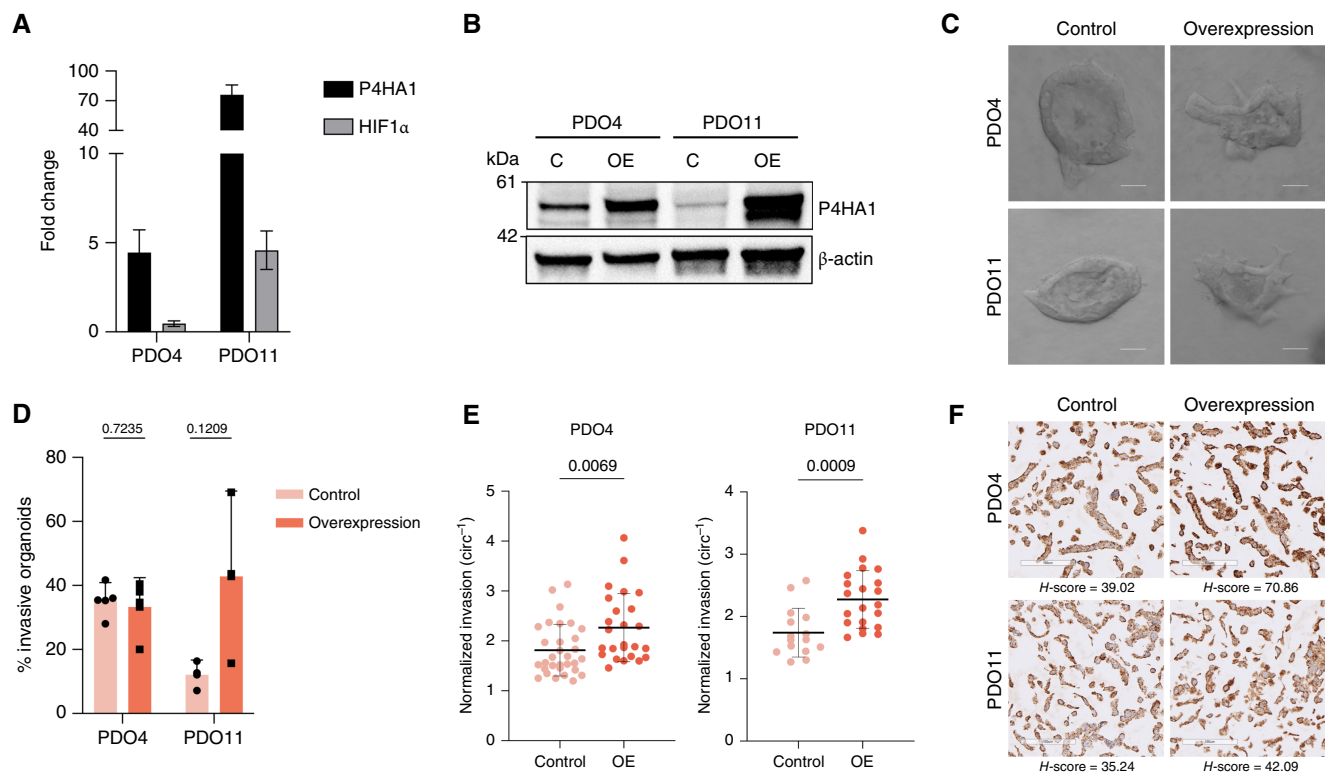 A
100
70
40
10
5
0
Fold change
PDO4
PDO11
P4HA1
HIF1α
B
PDO4
PDO11
kDa
C
OE
C
OE
61
42
P4HA1
β-actin
C
Control
Overexpression
PDO4
PDO11
D
0.7235
0.1209
80
60
40
20
0
% invasive organoids
PDO4
PDO11
Control
Overexpression
E
PDO4
0.0069
5
4
3
2
1
0
Normalized invasion (circ⁻¹)
Control
OE
PDO11
0.0009
4
3
2
1
0
Normalized invasion (circ⁻¹)
Control
OE
F
Control
Overexpression
PDO4
H-score = 39.02
H-score = 70.86
PDO11
H-score = 35.24
H-score = 42.09